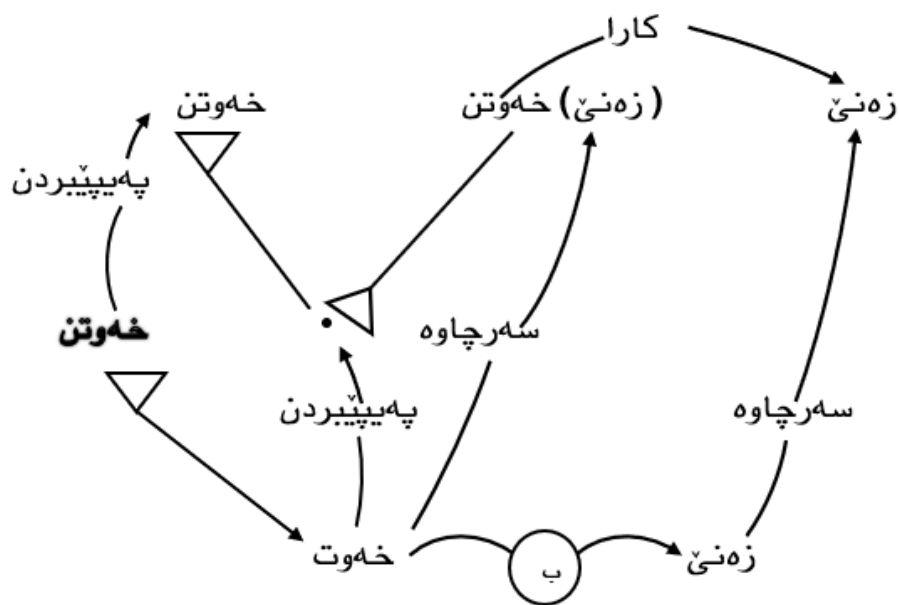 کارا
خەوتن (زەنێ) خەوتن زەنێ
پەیپێبردن
خەوتن
سەرچاوە
پەیپێبردن
سەرچاوە
خەوت
ب
زەنێ